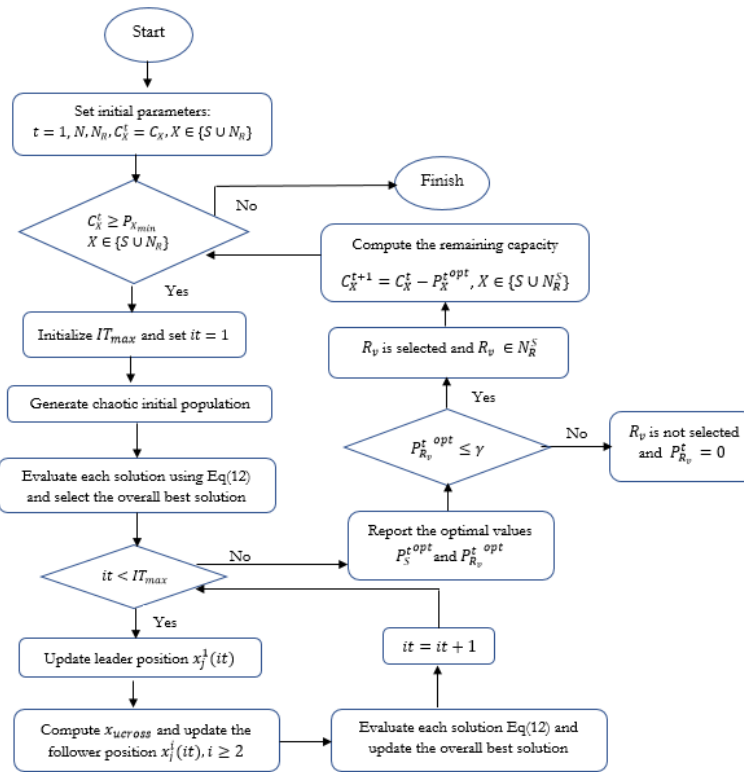 Start
Set initial parameters:
t = 1, N, N_R, C_X^t = C_X, X ∈ {S ∪ N_R}
Finish
No
C_X^t ≥ P_{X_min}
X ∈ {S ∪ N_R}
Yes
Compute the remaining capacity
C_X^{t+1} = C_X^t − P_X^{t^{opt}}, X ∈ {S ∪ N_R^S}
Initialize IT_max and set it = 1
R_v is selected and R_v ∈ N_R^S
Generate chaotic initial population
Yes
P_{R_v}^{t opt} ≤ γ
No
R_v is not selected
and P_{R_v}^t = 0
Evaluate each solution using Eq(12)
and select the overall best solution
Report the optimal values
P_S^{t^{opt}} and P_{R_v}^{t opt}
No
it < IT_max
Yes
Update leader position x_j^1(it)
it = it + 1
Compute x_ucross and update the
follower position x_j^i(it), i ≥ 2
Evaluate each solution Eq(12) and
update the overall best solution